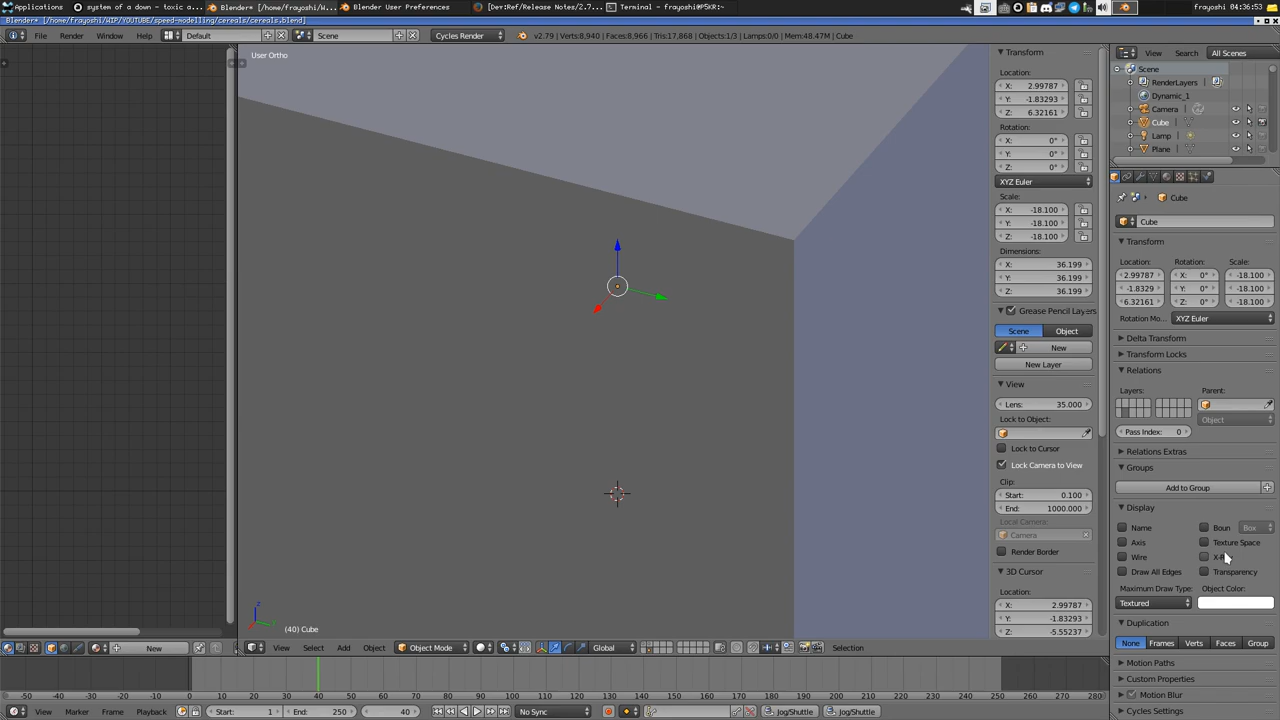 Applications
system of a down - toxic a...
Blender* [/home/frayoshi/W...
Blender User Preferences
[Dev:Ref/Release Notes/2.7...
Terminal - frayoshi@P5KR:~
frayoshi
04:36:53
Blender* [/home/frayoshi/WIP/YOUTUBE/speed-modelling/cereals/cereals.blend]
File
Render
Window
Help
Default
Scene
Cycles Render
v2.79 | Verts:8,940 | Faces:8,966 | Tris:17,868 | Objects:1/3 | Lamps:0/0 | Mem:48.47M | Cube
View
Search
All Scenes
User Ortho
(40) Cube
z
Transform
Location:
X: 2.99787
Y: -1.83293
Z: 6.32161
Rotation:
X: 0°
Y: 0°
Z: 0°
XYZ Euler
Scale:
X: -18.100
Y: -18.100
Z: -18.100
Dimensions:
X: 36.199
Y: 36.199
Z: 36.199
Grease Pencil Layers
Scene
Object
New
New Layer
View
Lens: 35.000
Lock to Object:
Lock to Cursor
Lock Camera to View
Clip:
Start: 0.100
End: 1000.000
Local Camera:
Camera
Render Border
3D Cursor
Location:
X: 2.99787
Y: -1.83293
Z: -5.55237
Scene
RenderLayers
Dynamic_1
Camera
Cube
Lamp
Plane
Cube
Cube
Transform
Location: Rotation: Scale:
2.99787 X: 0° -18.100
-1.8329 Y: 0° -18.100
6.32161 Z: 0° -18.100
Rotation Mo... XYZ Euler
Delta Transform
Transform Locks
Relations
Layers: Parent:
Pass Index: 0 Object
Relations Extras
Groups
Add to Group
Display
Name Boun Box
Axis Texture Space
Wire
Draw All Edges Transparency
Maximum Draw Type: Object Color:
Textured
Duplication
None Frames Verts Faces Group
Motion Paths
Custom Properties
Motion Blur
Cycles Settings
New
View
Select
Add
Object
Object Mode
Global
Selection
-50 -40 -30 -20 -10 0 10 20 30 40 50 60 70 80 90 100 110 120 130 140 150 160 170 180 190 200 210 220 230 240 250 260 270 280
View
Marker
Frame
Playback
Start: 1
End: 250
40
No Sync
Jog/Shuttle
Jog/Shuttle